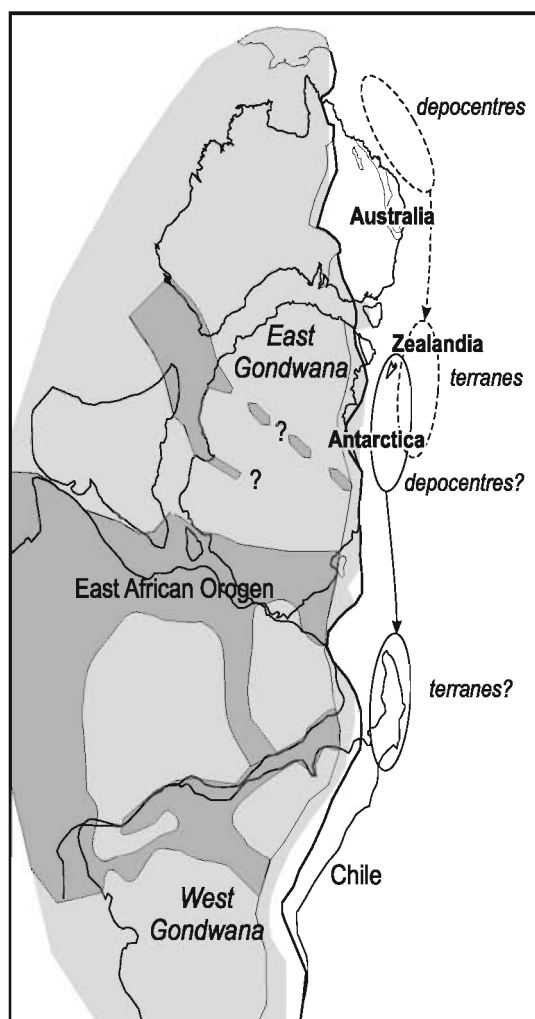 depocentres
Australia
East
Gondwana
Zealandia
terranes
?
Antarctica
?
depocentres?
East African Orogen
terranes?
Chile
West
Gondwana